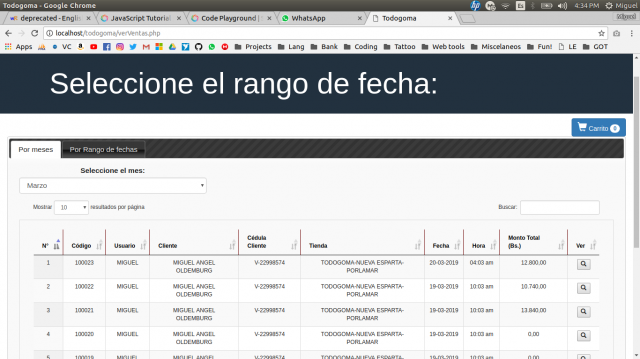 Todogoma - Google Chrome
Es
4:34 PM
Miguel
deprecated - Englis
JavaScript Tutorial
Code Playground |
WhatsApp
Todogoma
Miguel
localhost/todogoma/verVentas.php
Apps
VC
Projects
Lang
Bank
Coding
Tattoo
Web tools
Miscelaneos
Fun!
LE
GOT
Seleccione el rango de fecha:
Carrito 0
Por meses
Por Rango de fechas
Seleccione el mes:
Marzo
Mostrar 10 resultados por página
Buscar:
N° Código Usuario Cliente Cédula Cliente Tienda Fecha Hora Monto Total (Bs.) Ver
1 100023 MIGUEL MIGUEL ANGEL OLDEMBURG V-22998574 TODOGOMA-NUEVA ESPARTA-PORLAMAR 20-03-2019 04:03 am 12.800,00
2 100022 MIGUEL MIGUEL ANGEL OLDEMBURG V-22998574 TODOGOMA-NUEVA ESPARTA-PORLAMAR 19-03-2019 10:03 am 10.740,00
3 100021 MIGUEL MIGUEL ANGEL OLDEMBURG V-22998574 TODOGOMA-NUEVA ESPARTA-PORLAMAR 19-03-2019 10:03 am 13.840,00
4 100020 MIGUEL MIGUEL ANGEL OLDEMBURG V-22998574 TODOGOMA-NUEVA ESPARTA-PORLAMAR 19-03-2019 10:03 am 0,00
5 100019 MIGUEL MIGUEL ANGEL V-22998574 TODOGOMA-NUEVA ESPARTA- 19-03-2019 10:03 am 0,00